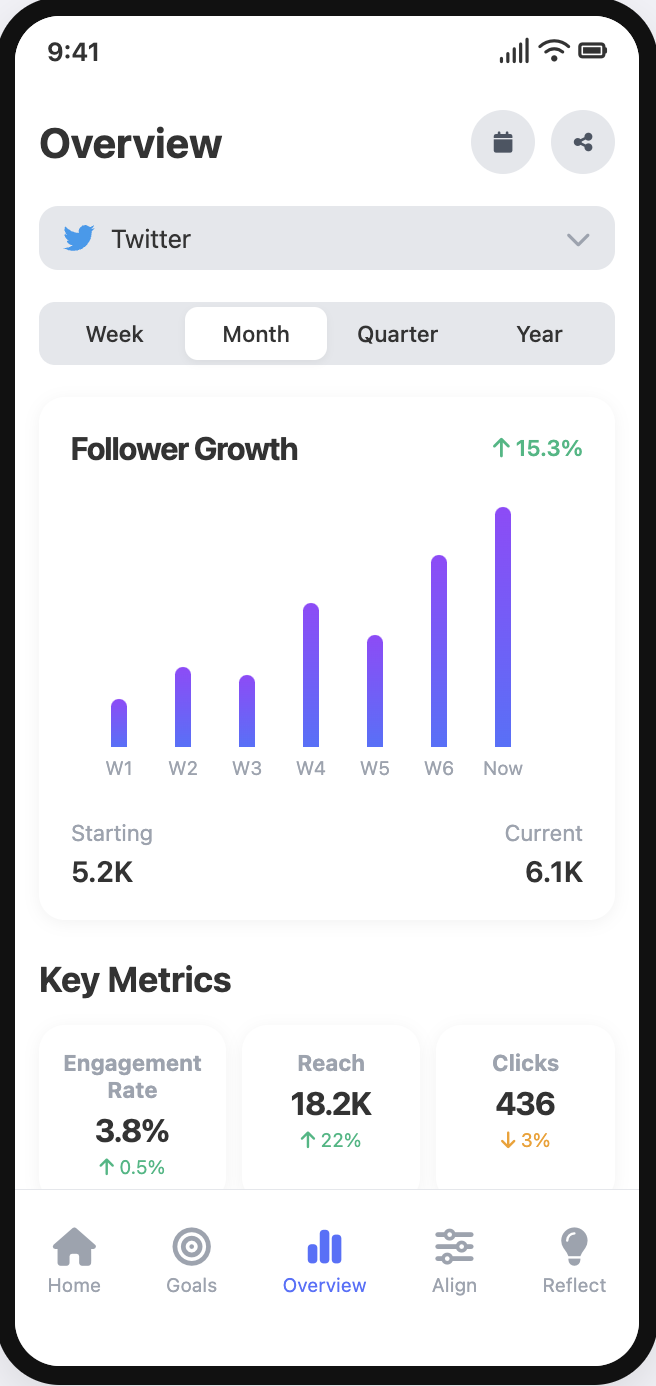 9:41
Overview
Twitter
Week Month Quarter Year
Follower Growth
↑ 15.3%
W1 W2 W3 W4 W5 W6 Now
Starting Current
5.2K 6.1K
Key Metrics
Engagement
Rate
3.8%
↑ 0.5%
Reach
18.2K
↑ 22%
Clicks
436
↓ 3%
Home Goals Overview Align Reflect